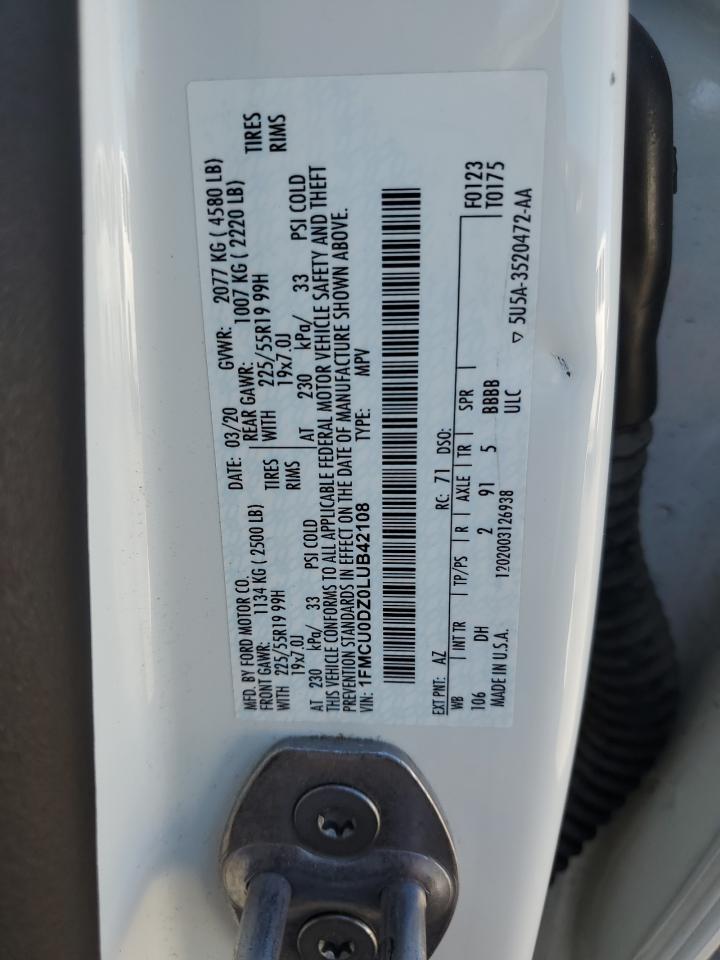 MFD. BY FORD MOTOR CO. DATE: 03/20 GVWR: 2077 KG ( 4580 LB)
FRONT GAWR: 1134 KG ( 2500 LB) REAR GAWR: 1007 KG ( 2220 LB)
WITH 225/55R19 99H TIRES WITH 225/55R19 99H TIRES
19x7.0J RIMS 19x7.0J RIMS
AT 230 kPa/ 33 PSI COLD AT 230 kPa/ 33 PSI COLD
THIS VEHICLE CONFORMS TO ALL APPLICABLE FEDERAL MOTOR VEHICLE SAFETY AND THEFT
PREVENTION STANDARDS IN EFFECT ON THE DATE OF MANUFACTURE SHOWN ABOVE.
VIN: 1FMCU0DZ0LUB42108 TYPE: MPV
EXT PNT: AZ RC: 71 DSO: F0123
WB INT TR TP/PS R AXLE TR SPR T0175
106 DH 2 91 5 BBBB
MADE IN U.S.A. 1202003126938 ULC
▽ 5U5A-3520472-AA